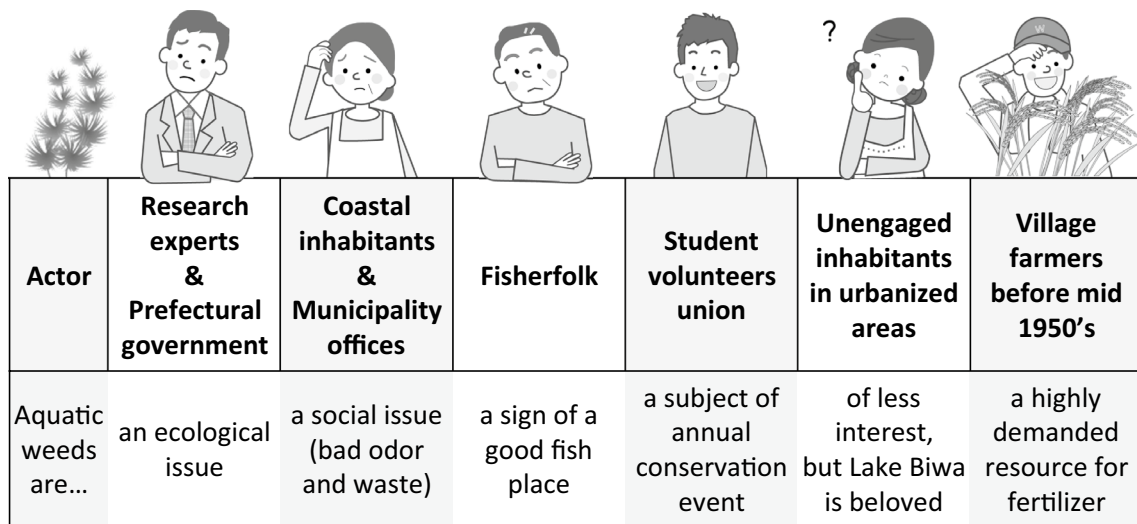 ?
W
Actor
Research
experts
&
Prefectural
government
Coastal
inhabitants
&
Municipality
offices
Fisherfolk
Student
volunteers
union
Unengaged
inhabitants
in urbanized
areas
Village
farmers
before mid
1950's
Aquatic
weeds
are...
an ecological
issue
a social issue
(bad odor
and waste)
a sign of a
good fish
place
a subject of
annual
conservation
event
of less
interest,
but Lake Biwa
is beloved
a highly
demanded
resource for
fertilizer